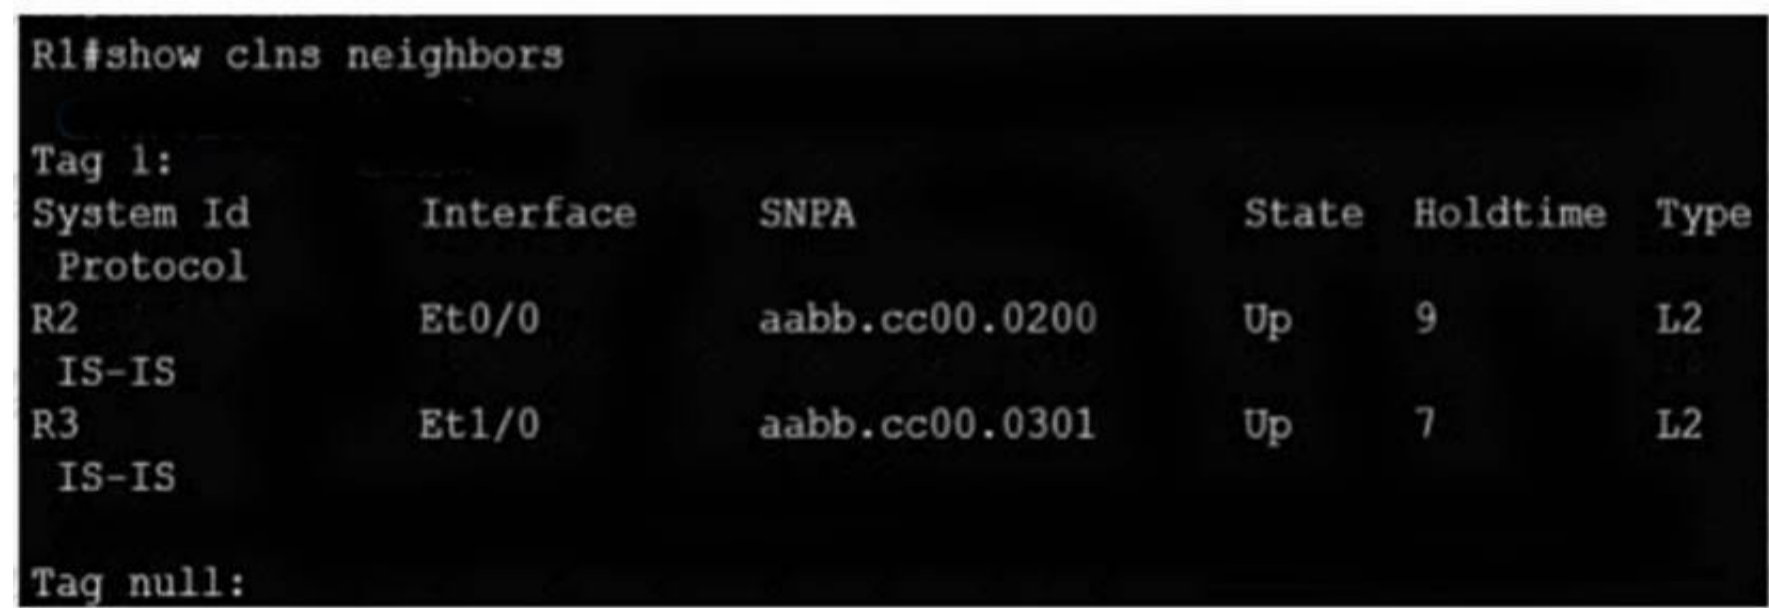 R1#show clns neighbors
Tag 1:
System Id Interface SNPA State Holdtime Type
Protocol
R2 Et0/0 aabb.cc00.0200 Up 9 L2
IS-IS
R3 Et1/0 aabb.cc00.0301 Up 7 L2
IS-IS
Tag null: